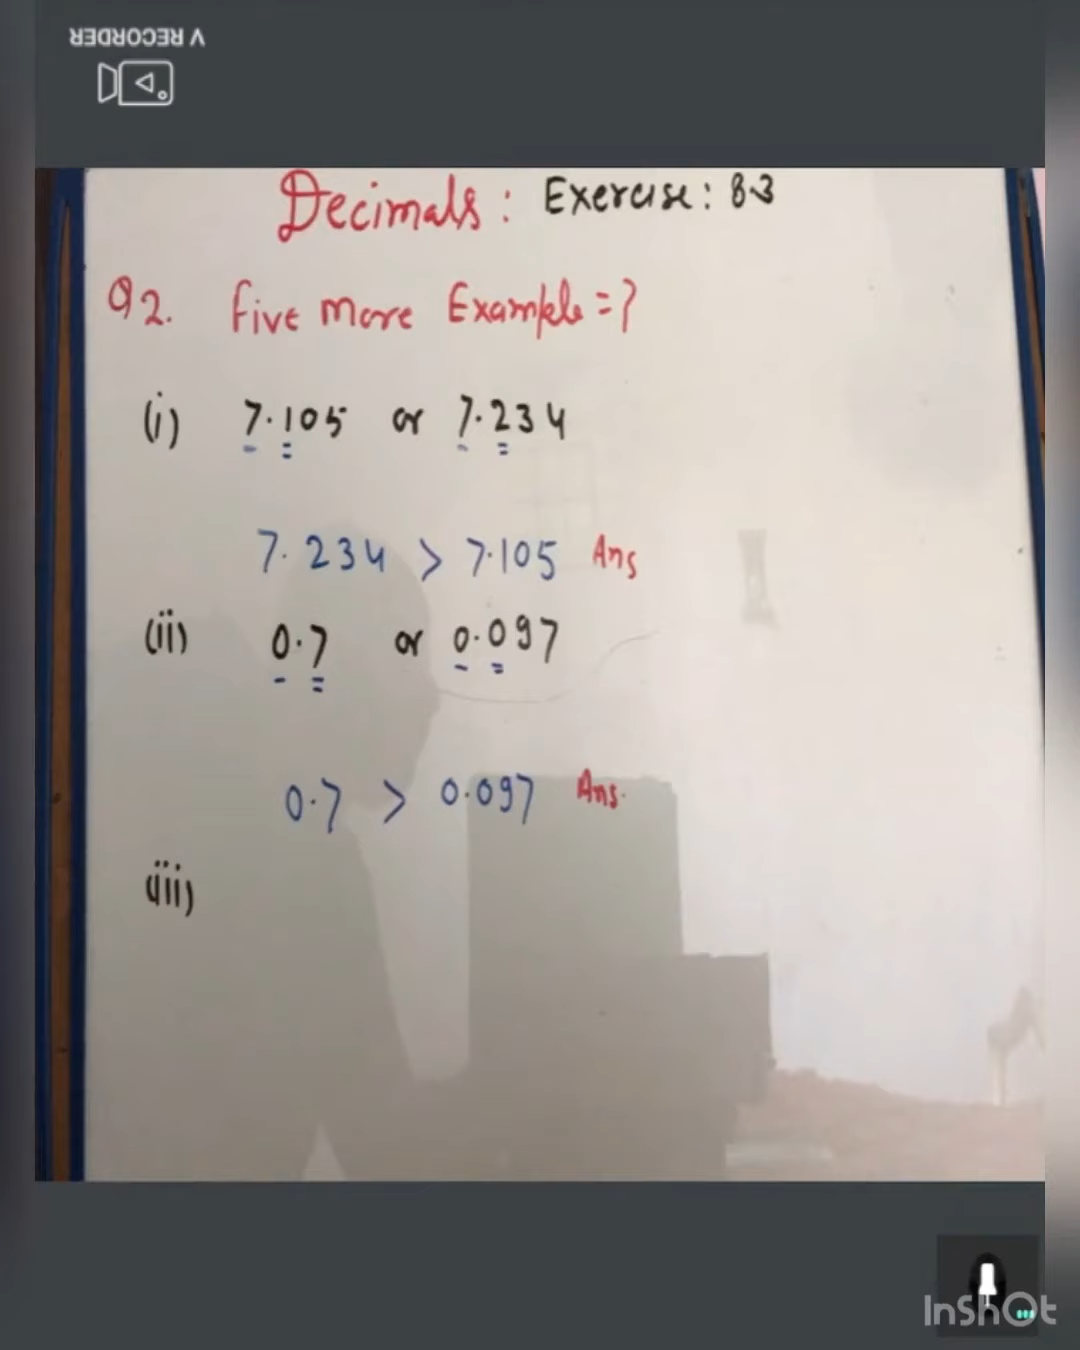 V RECORDER
Decimals: Exercise: 8.3
Q2. Five More Example=?
(i) 7.105 or 7.234
7.234 > 7.105 Ans
(ii) 0.7 or 0.097
0.7 > 0.097 Ans.
(iii)
InShOt